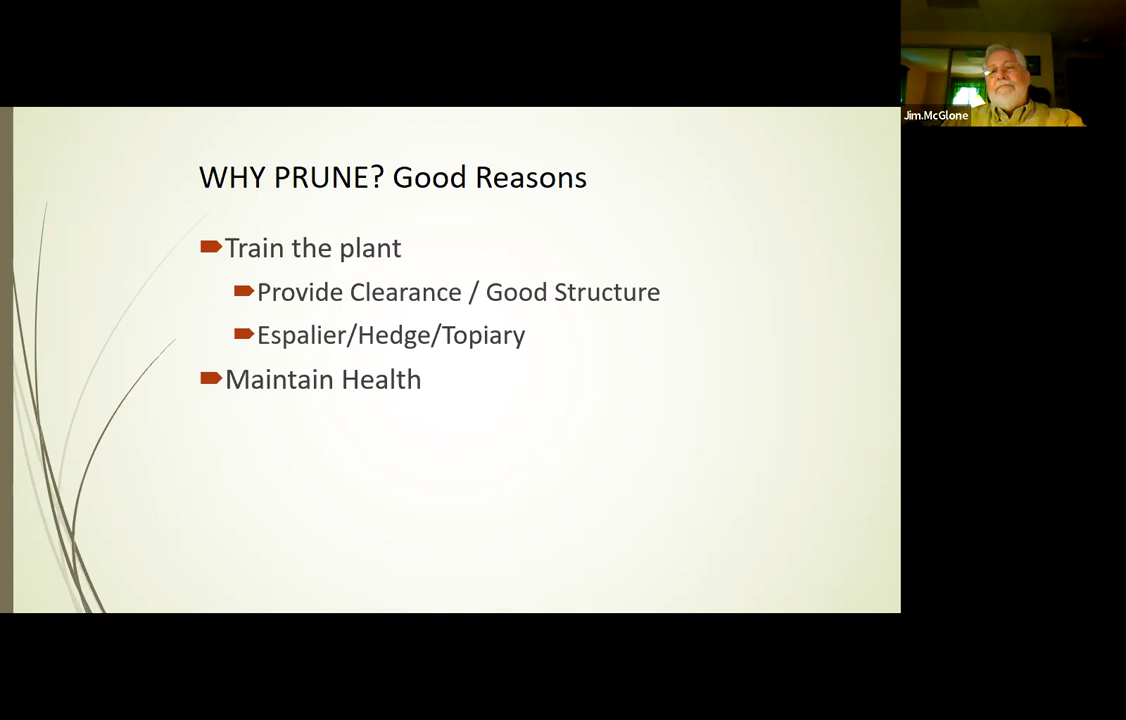 WHY PRUNE? Good Reasons
Train the plant
Provide Clearance / Good Structure
Espalier/Hedge/Topiary
Maintain Health
Jim.McGlone